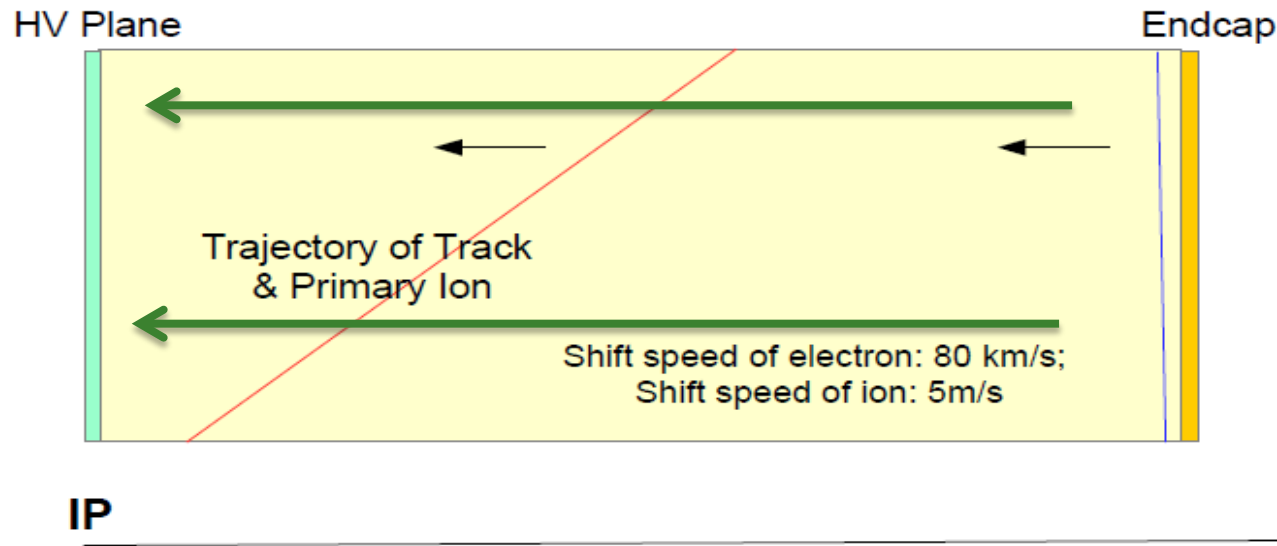 HV Plane
Endcap
Trajectory of Track
& Primary Ion
Shift speed of electron: 80 km/s;
Shift speed of ion: 5m/s
IP